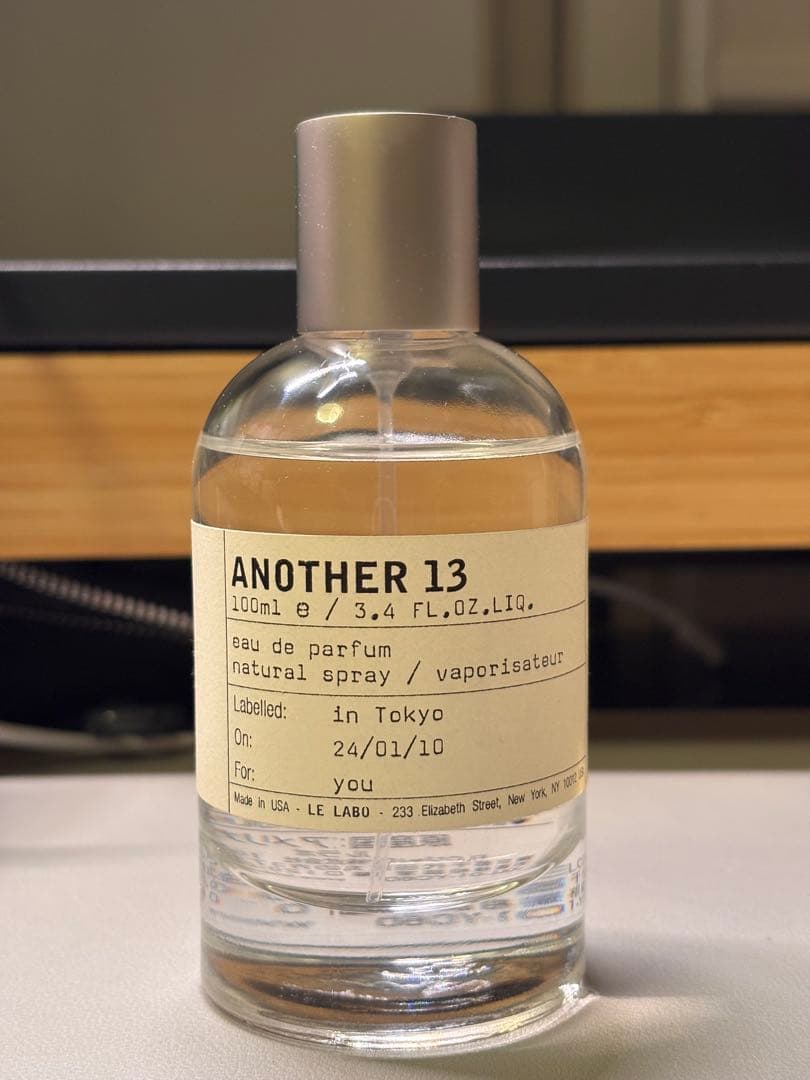 ANOTHER 13
100ml e / 3.4 FL.OZ.LIQ.
eau de parfum
natural spray / vaporisateur
Labelled: in Tokyo
On: 24/01/10
For: you
Made in USA - LE LABO - 233 Elizabeth Street, New York, NY 10012